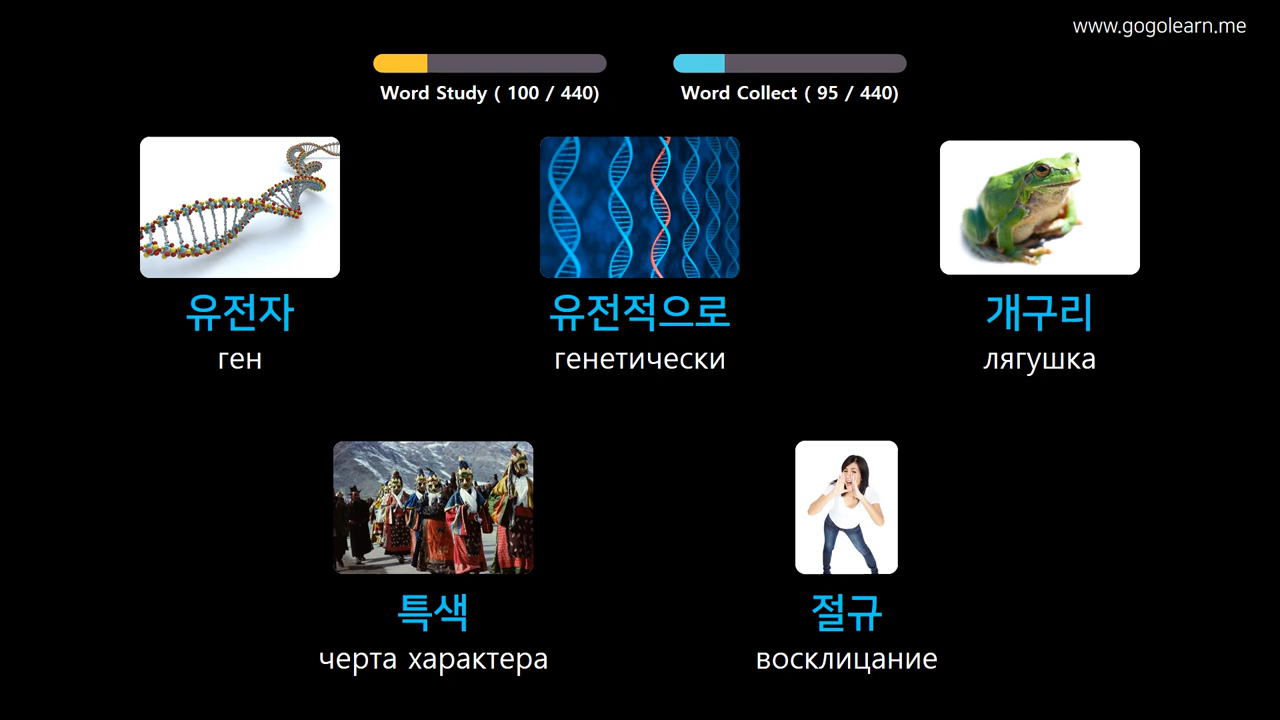 www.gogolearn.me
Word Study ( 100 / 440)
Word Collect ( 95 / 440)
유전자
ген
유전적으로
генетически
개구리
лягушка
특색
черта характера
절규
восклицание